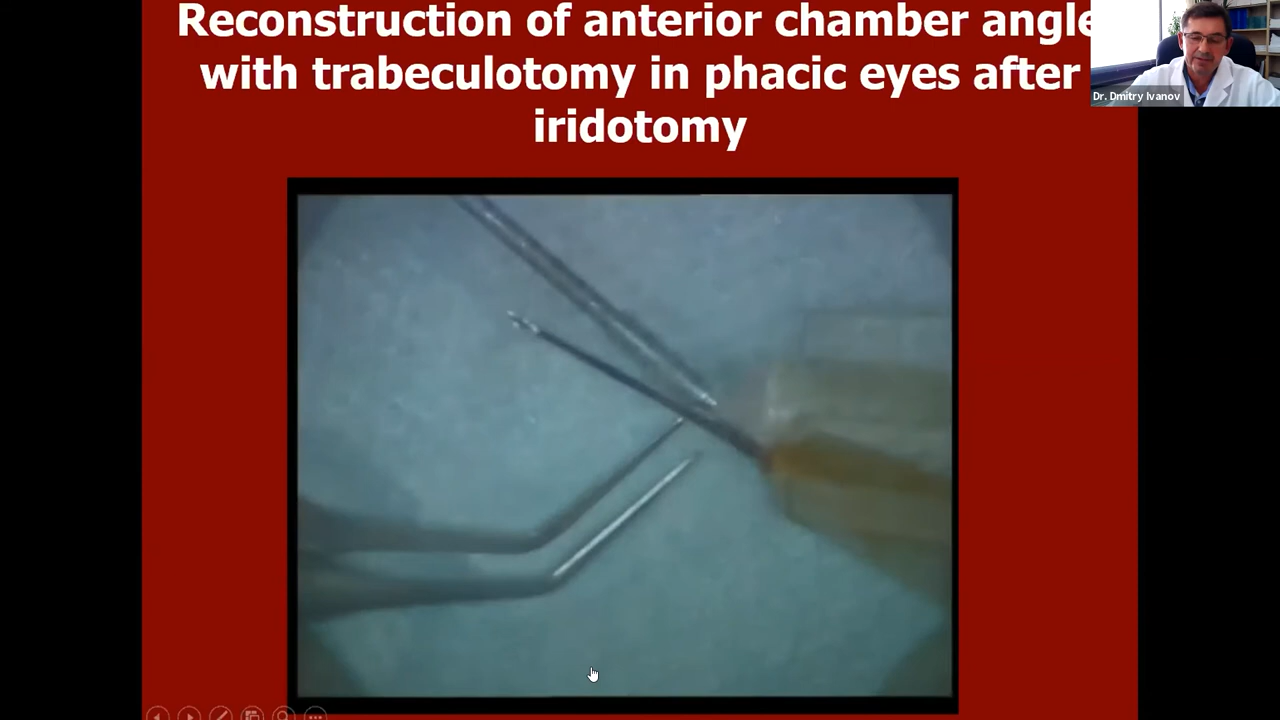 Reconstruction of anterior chamber angle
with trabeculotomy in phacic eyes after
iridotomy
Dr. Dmitry Ivanov